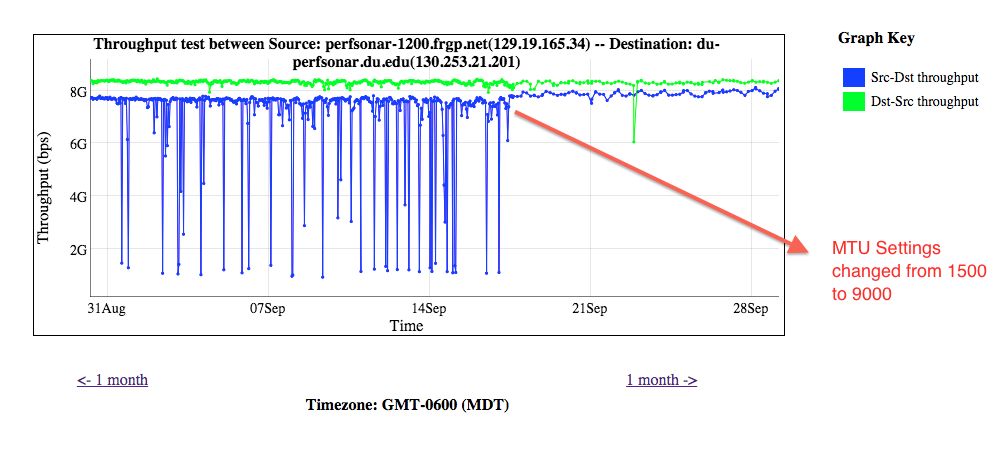 Throughput test between Source: perfsonar-1200.frgp.net(129.19.165.34) -- Destination: du-
perfsonar.du.edu(130.253.21.201)
Graph Key
Src-Dst throughput
Dst-Src throughput
Throughput (bps)
8G
6G
4G
2G
31Aug 07Sep 14Sep 21Sep 28Sep
Time
MTU Settings
changed from 1500
to 9000
<- 1 month 1 month ->
Timezone: GMT-0600 (MDT)